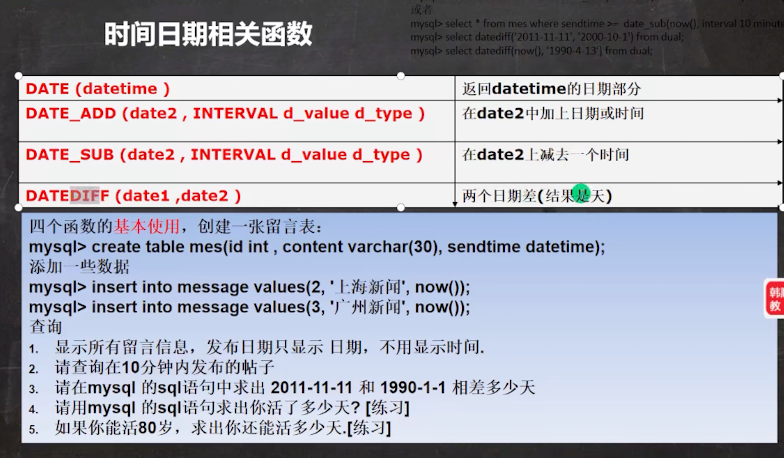 时间日期相关函数
或者
mysql> select * from mes where sendtime >= date_sub(now(), interval 10 minute
mysql> select datediff('2011-11-11', '2000-10-1') from dual;
mysql> select datediff(now(), '1990-4-13') from dual;
DATE (datetime ) 返回datetime的日期部分
DATE_ADD (date2 , INTERVAL d_value d_type ) 在date2中加上日期或时间
DATE_SUB (date2 , INTERVAL d_value d_type ) 在date2上减去一个时间
DATEDIFF (date1 ,date2 ) 两个日期差(结果是天)
四个函数的基本使用，创建一张留言表：
mysql> create table mes(id int , content varchar(30), sendtime datetime);
添加一些数据
mysql> insert into message values(2, '上海新闻', now());
mysql> insert into message values(3, '广州新闻', now());
查询
1. 显示所有留言信息，发布日期只显示 日期，不用显示时间.
2. 请查询在10分钟内发布的帖子
3. 请在mysql 的sql语句中求出 2011-11-11 和 1990-1-1 相差多少天
4. 请用mysql 的sql语句求出你活了多少天? [练习]
5. 如果你能活80岁，求出你还能活多少天.[练习]
教